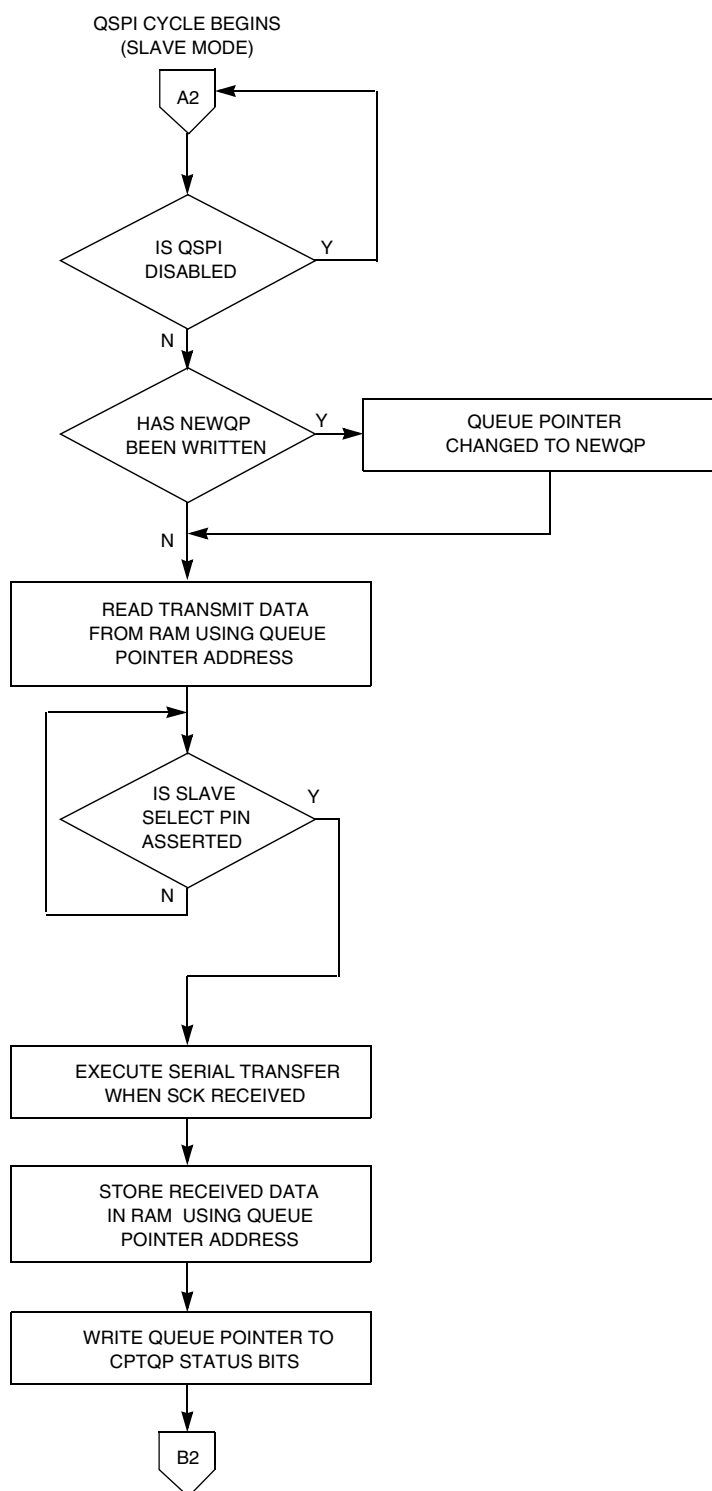 QSPI CYCLE BEGINS
(SLAVE MODE)
A2
IS QSPI
DISABLED
Y
N
HAS NEWQP
BEEN WRITTEN
Y
QUEUE POINTER
CHANGED TO NEWQP
N
READ TRANSMIT DATA
FROM RAM USING QUEUE
POINTER ADDRESS
IS SLAVE
SELECT PIN
ASSERTED
Y
N
EXECUTE SERIAL TRANSFER
WHEN SCK RECEIVED
STORE RECEIVED DATA
IN RAM USING QUEUE
POINTER ADDRESS
WRITE QUEUE POINTER TO
CPTQP STATUS BITS
B2